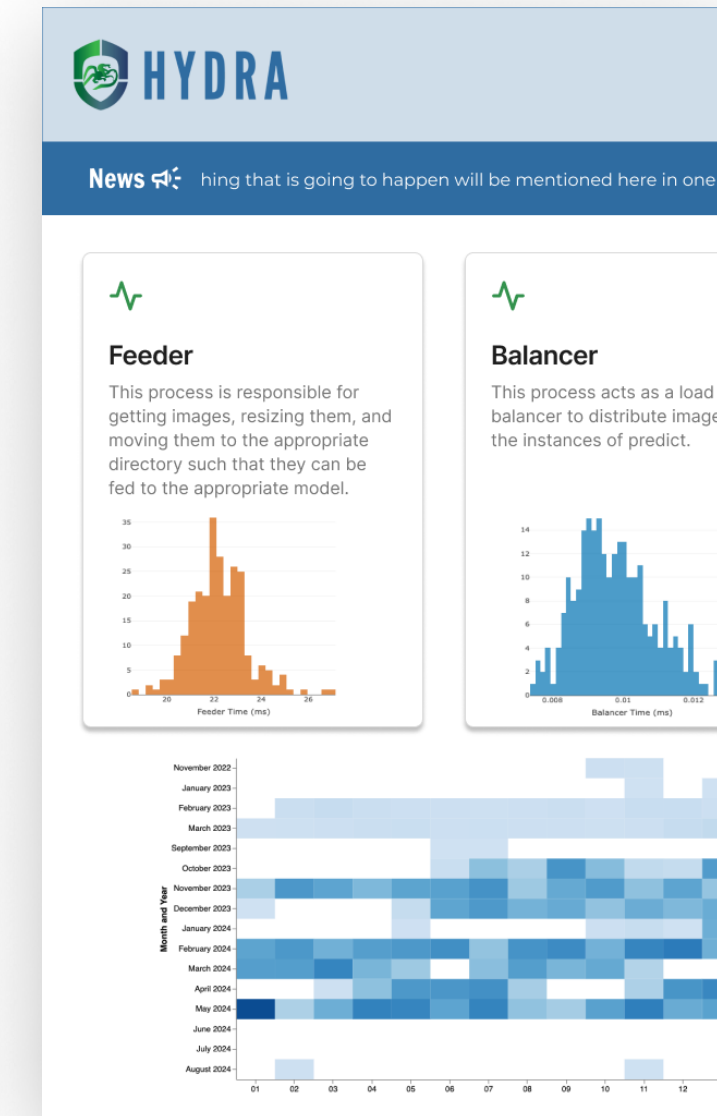 HYDRA
News hing that is going to happen will be mentioned here in one
Feeder
This process is responsible for
getting images, resizing them, and
moving them to the appropriate
directory such that they can be
fed to the appropriate model.
35
30
25
20
15
10
5
0
20 22 24 26
Feeder Time (ms)
Balancer
This process acts as a load
balancer to distribute image
the instances of predict.
14
12
10
8
6
4
2
0
0.008 0.01 0.012
Balancer Time (ms)
Month and Year
November 2022
January 2023
February 2023
March 2023
September 2023
October 2023
November 2023
December 2023
January 2024
February 2024
March 2024
April 2024
May 2024
June 2024
July 2024
August 2024
01 02 03 04 05 06 07 08 09 10 11 12